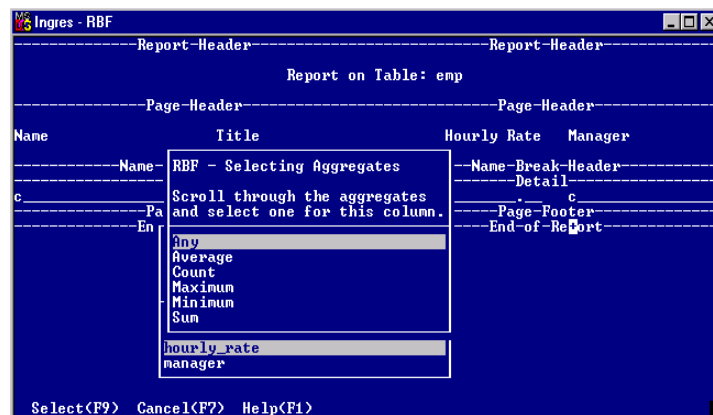 Ingres - RBF
---------------Report-Header-----------------------------Report-Header-----------
Report on Table: emp
----------------Page-Header-------------------------------Page-Header------------
Name Title Hourly Rate Manager
-------------Name- RBF - Selecting Aggregates --Name-Break-Header-----------
-------Detail-----------------
c Scroll through the aggregates . c
---------------Pa and select one for this column. -----Page-Footer-------------
---------------En ----End-of-Report-------------
Any
Average
Count
Maximum
Minimum
Sum
hourly_rate
manager
Select(F9) Cancel(F7) Help(F1)